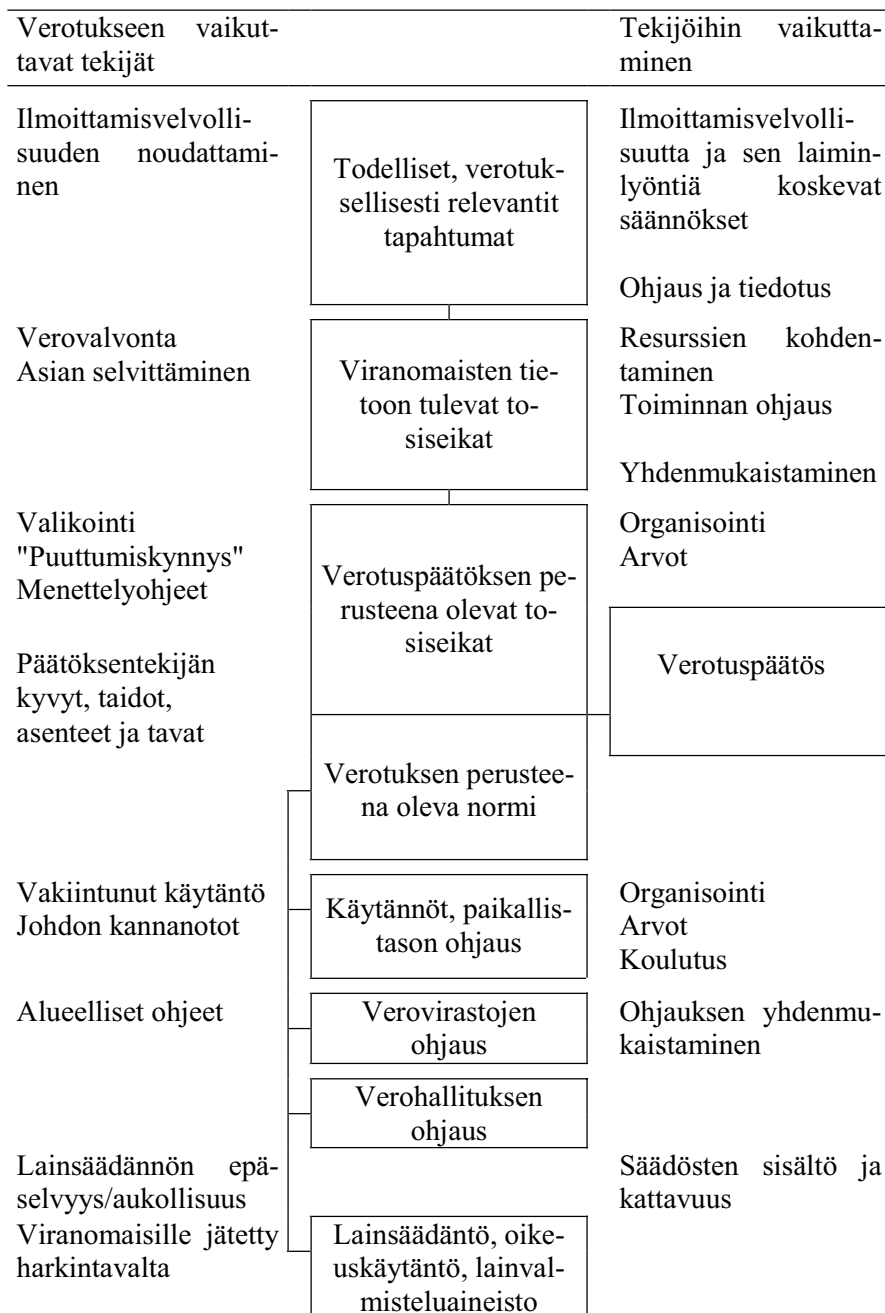 Verotukseen vaikut-
tavat tekijät
Tekijöihin vaikutta-
minen
Ilmoittamisvelvolli-
suuden noudattami-
nen
Todelliset, verotuk-
sellisesti relevantit
tapahtumat
Ilmoittamisvelvolli-
suutta ja sen laimin-
lyöntiä koskevat
säännökset
Ohjaus ja tiedotus
Verovalvonta
Asian selvittäminen
Viranomaisten tie-
toon tulevat to-
siseikat
Resurssien kohden-
taminen
Toiminnan ohjaus
Yhdenmukaistaminen
Valikointi
"Puuttumiskynnys"
Menettelyohjeet
Verotuspäätöksen pe-
rusteena olevat to-
siseikat
Organisointi
Arvot
Päätöksentekijän
kyvyt, taidot,
asenteet ja tavat
Verotuspäätös
Verotuksen perustee-
na oleva normi
Vakiintunut käytäntö
Johdon kannanotot
Käytännöt, paikallis-
tason ohjaus
Organisointi
Arvot
Koulutus
Alueelliset ohjeet
Verovirastojen
ohjaus
Ohjauksen yhdenmu-
kaistaminen
Verohallituksen
ohjaus
Lainsäädännön epä-
selvyys/aukollisuus
Viranomaisille jätetty
harkintavalta
Lainsäädäntö, oike-
uskäytäntö, lainval-
misteluaineisto
Säädösten sisältö ja
kattavuus